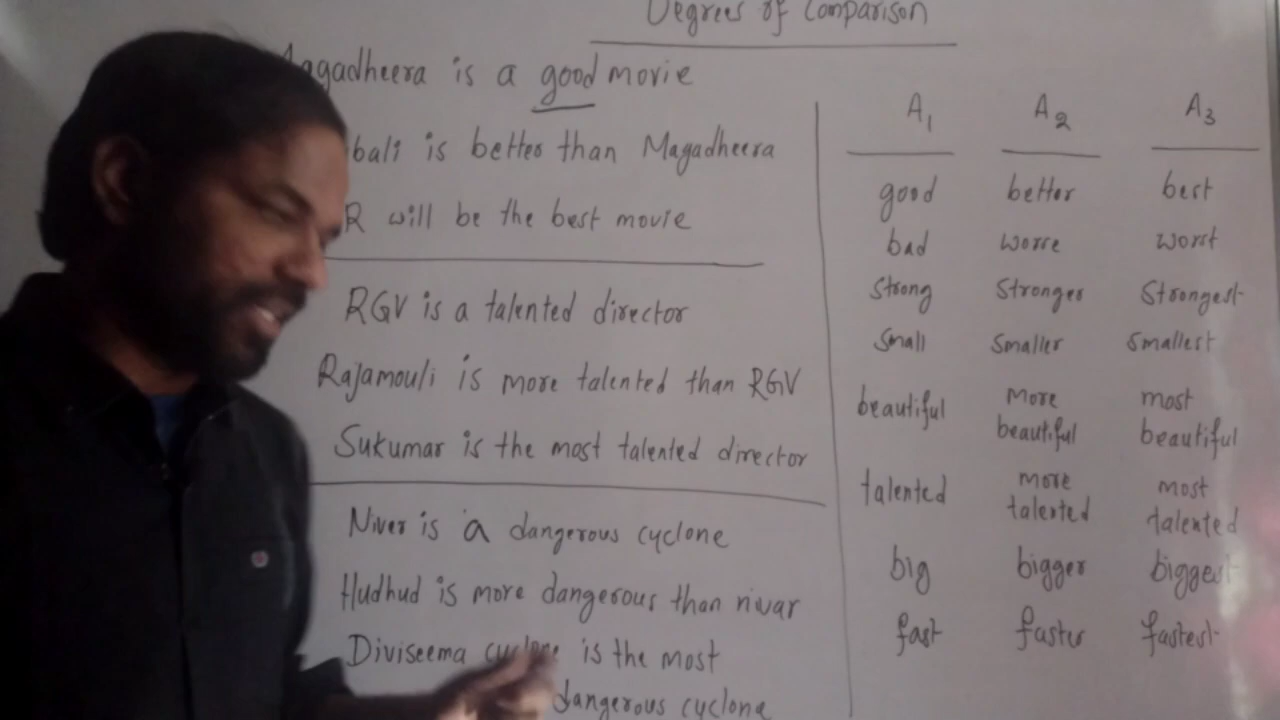 Degrees of Comparison
agadheera is a good movie
bali is better than Magadheera
R will be the best movie
RGV is a talented director
Rajamouli is more talented than RGV
Sukumar is the most talented director
Niver is a dangerous cyclone
Hudhud is more dangerous than nivar
Diviseema cyclone is the most
dangerous cyclone
A1 A2 A3
good better best
bad worse worst
Strong Stronger Strongest
Small Smaller Smallest
beautiful more beautiful most beautiful
talented more talented most talented
big bigger biggest
fast faster fastest